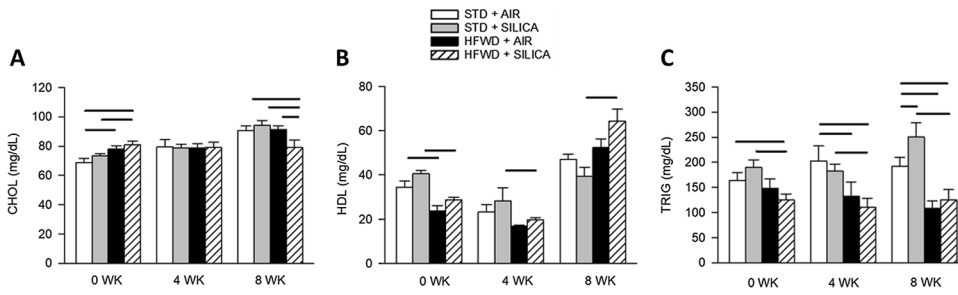 STD + AIR
STD + SILICA
HFWD + AIR
HFWD + SILICA
A
CHOL (mg/dL)
120
100
80
60
40
20
0
0 WK 4 WK 8 WK
B
HDL (mg/dL)
80
60
40
20
0
0 WK 4 WK 8 WK
C
TRIG (mg/dL)
350
300
250
200
150
100
50
0
0 WK 4 WK 8 WK